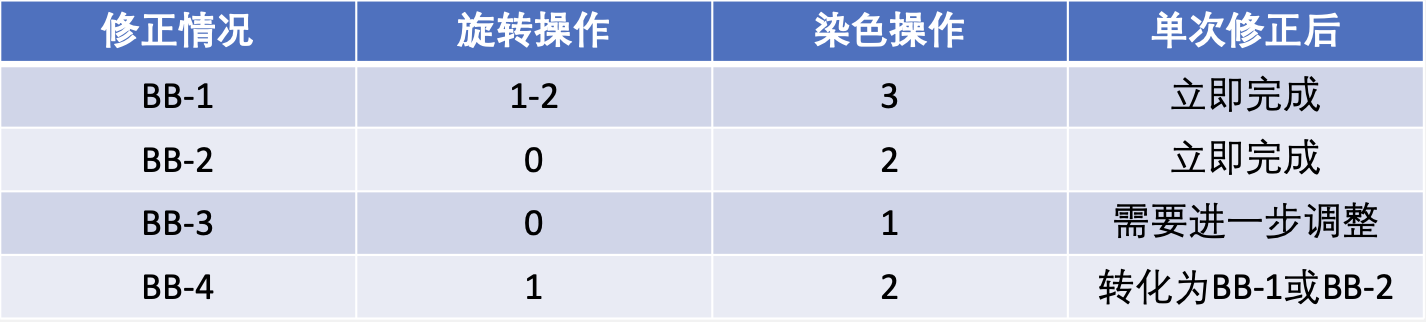 修正情况 旋转操作 染色操作 单次修正后
BB-1 1-2 3 立即完成
BB-2 0 2 立即完成
BB-3 0 1 需要进一步调整
BB-4 1 2 转化为BB-1或BB-2